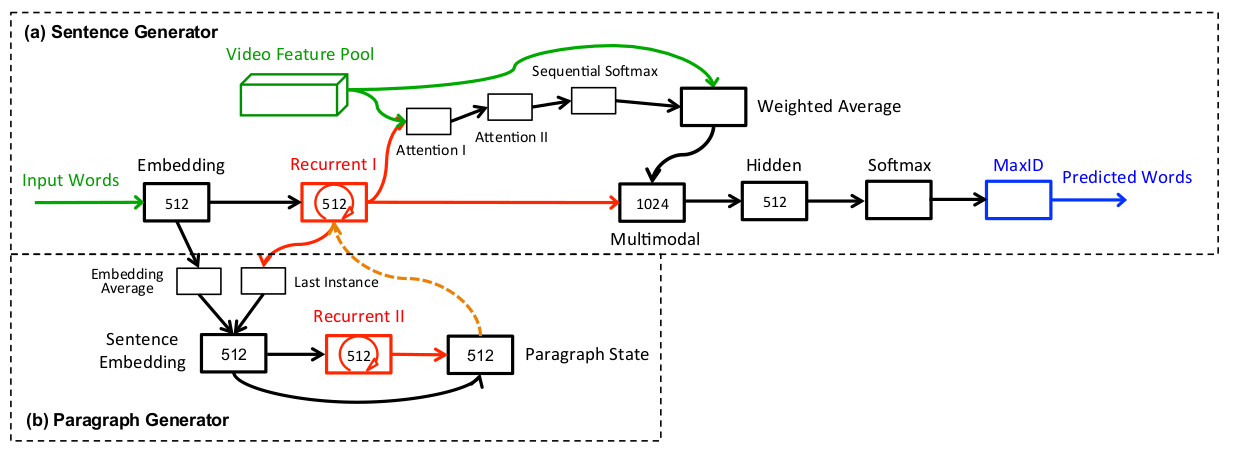 (a) Sentence Generator
Video Feature Pool
Sequential Softmax
Weighted Average
Attention II
Attention I
Embedding
Recurrent I
Hidden
Softmax
MaxID
Input Words
Predicted Words
512
512
1024
512
Multimodal
Embedding
Average
Last Instance
Recurrent II
Sentence
Embedding
512
512
512
Paragraph State
(b) Paragraph Generator